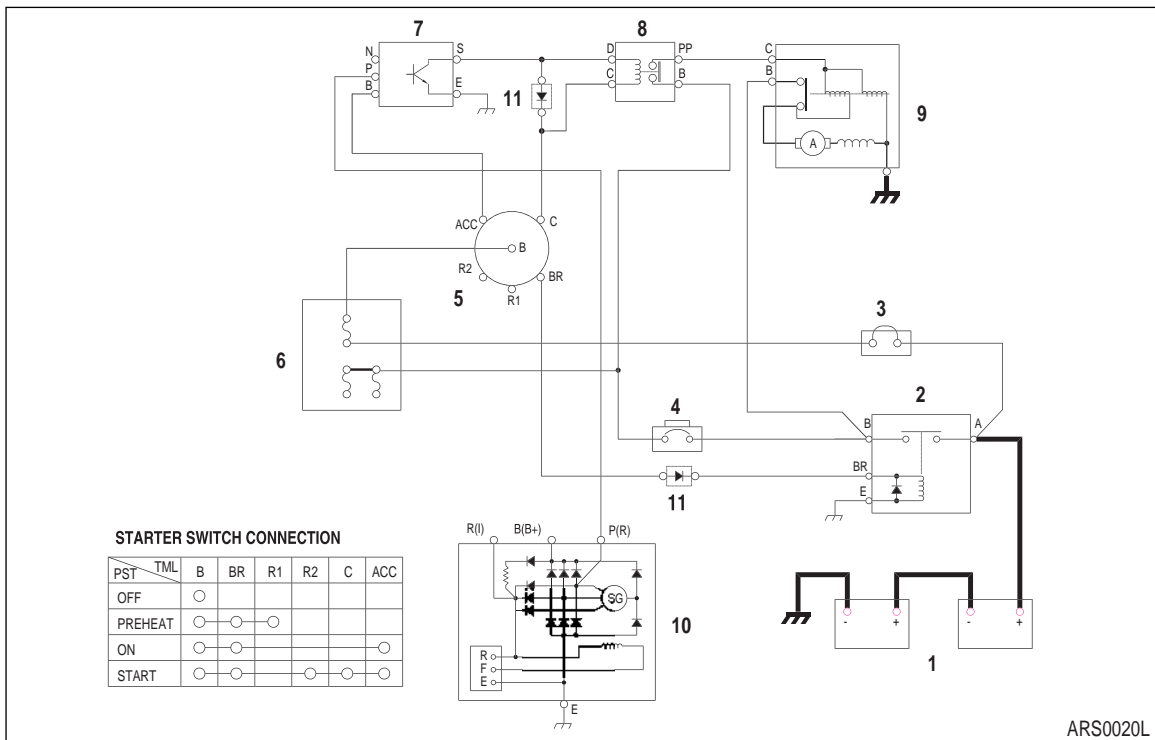 7
8
N
P
B
S
E
11
D
C
PP
B
C
B
9
A
ACC
C
B
R2
BR
R1
5
6
3
4
2
B
A
BR
E
11
R(I)
B(B+)
P(R)
SG
10
R
F
E
E
-
+
-
+
1
STARTER SWITCH CONNECTION
PST TML B BR R1 R2 C ACC
OFF
PREHEAT
ON
START
ARS0020L